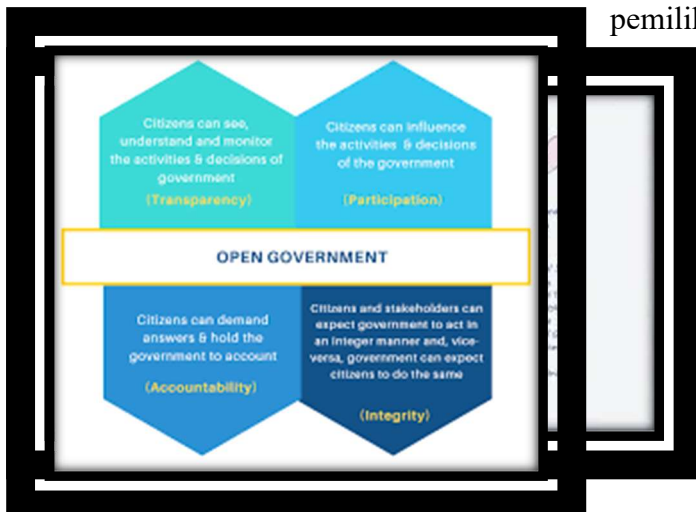 Citizens can see,
understand and monitor
the activities & decisions of
government
(Transparency)
Citizens can influence
the activities & decisions
of the government
(Participation)
OPEN GOVERNMENT
Citizens can demand
answers & hold the
government to account
(Accountability)
Citizens and stakeholders can
expect government to act in
an integer manner and, vice-
versa, government can expect
citizens to do the same
(Integrity)